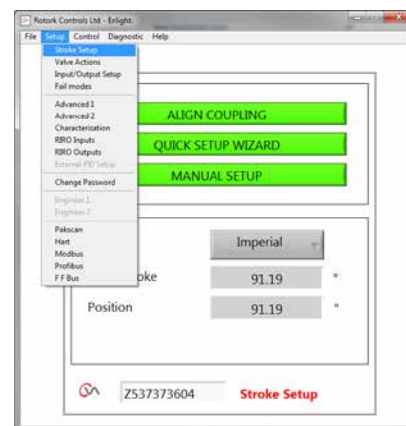 Rotork Controls Ltd - Enlight.
File Setup Control Diagnostic Help
Stroke Setup
Valve Actions
Input/Output Setup
Fail modes
Advanced 1
Advanced 2
Characterization
RIRO Inputs
RIRO Outputs
External PID Setup
Change Password
Engineer 1
Engineer 2
Pakscan
Hart
Modbus
Profibus
F F Bus
ALIGN COUPLING
QUICK SETUP WIZARD
MANUAL SETUP
Imperial
oke 91.19 °
Position 91.19 °
Z537373604 Stroke Setup